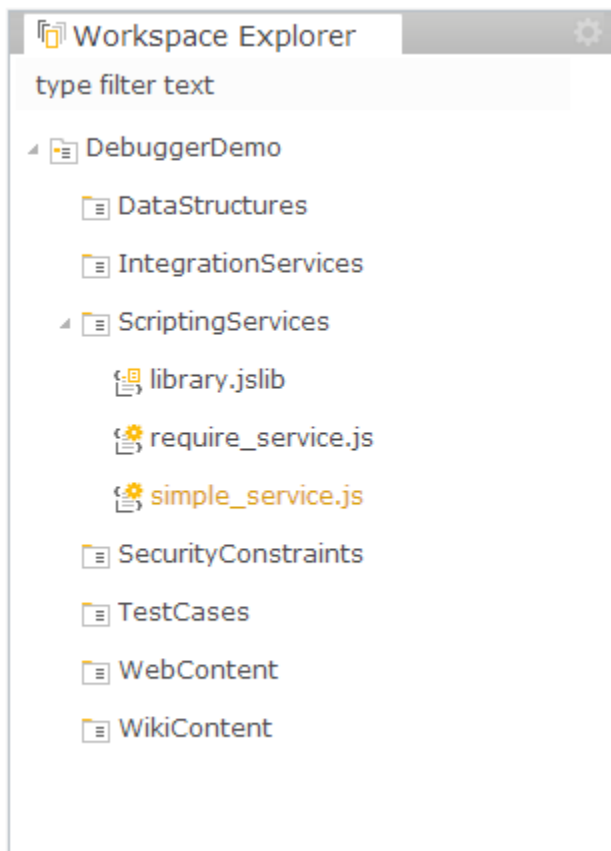 Workspace Explorer
type filter text
DebuggerDemo
DataStructures
IntegrationServices
ScriptingServices
library.jslib
require_service.js
simple_service.js
SecurityConstraints
TestCases
WebContent
WikiContent